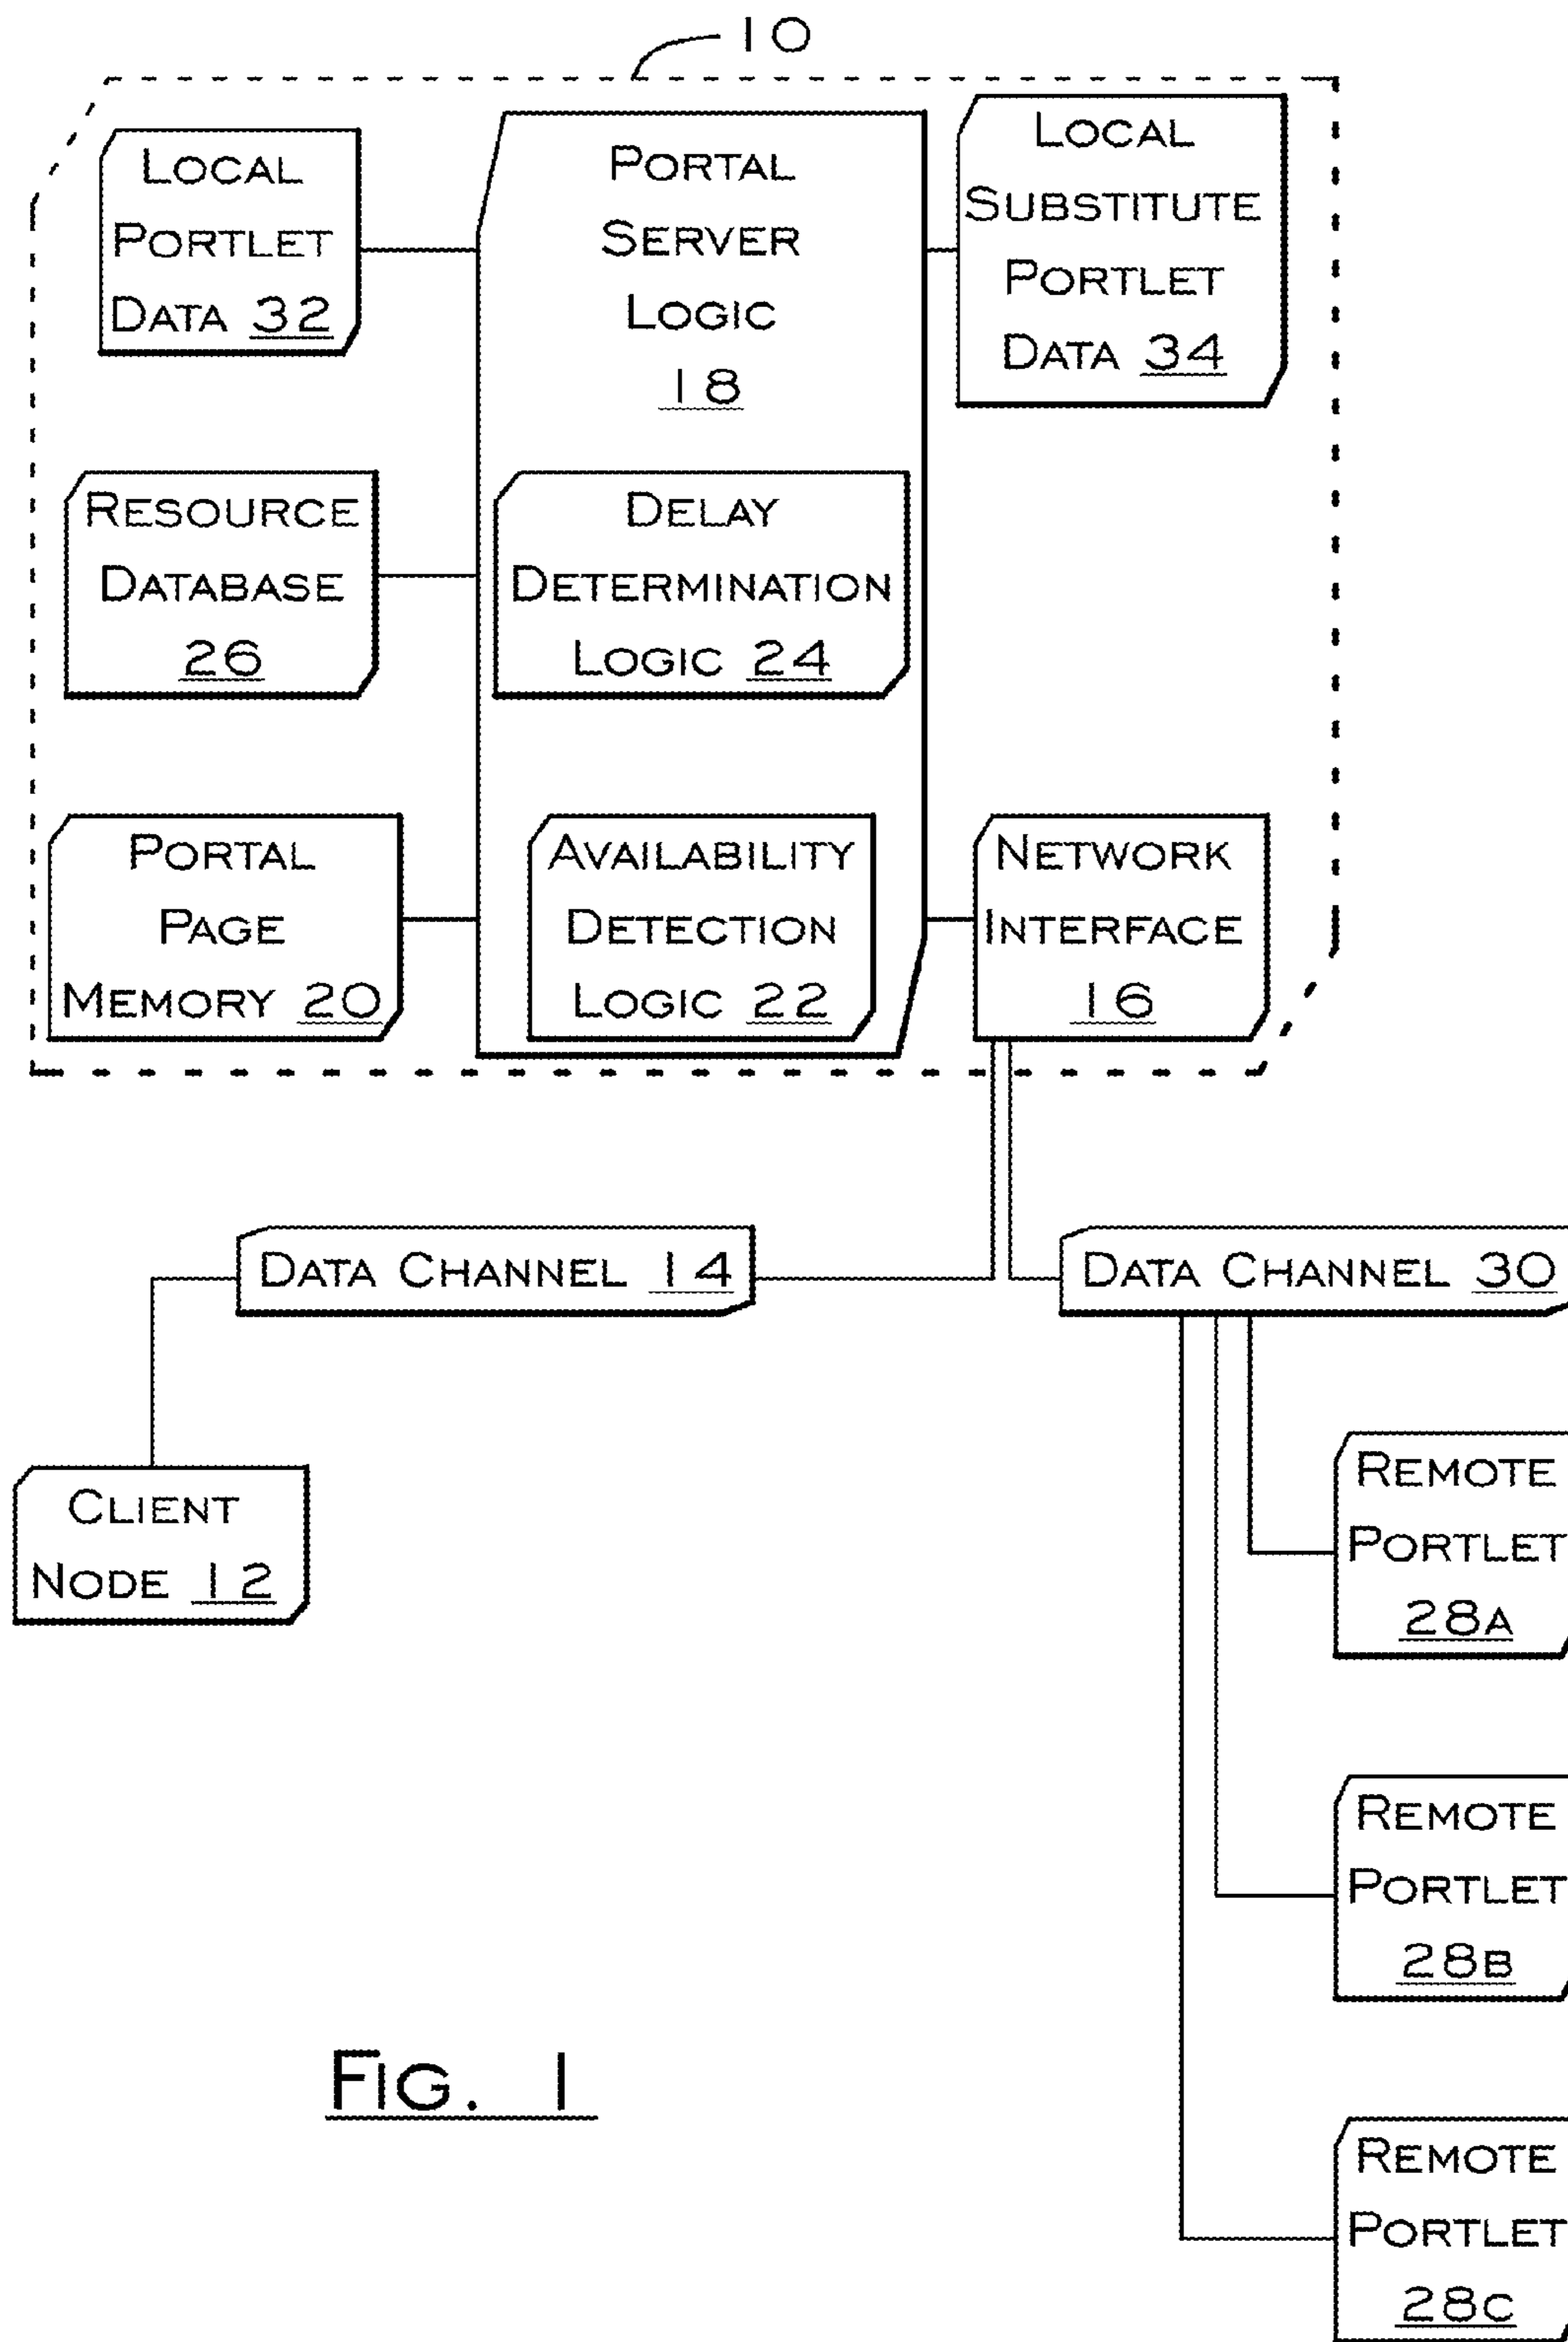 10
LOCAL
PORTLET
DATA 32
PORTAL
SERVER
LOGIC
18
LOCAL
SUBSTITUTE
PORTLET
DATA 34
RESOURCE
DATABASE
26
DELAY
DETERMINATION
LOGIC 24
PORTAL
PAGE
MEMORY 20
AVAILABILITY
DETECTION
LOGIC 22
NETWORK
INTERFACE
16
DATA CHANNEL 14
DATA CHANNEL 30
CLIENT
NODE 12
REMOTE
PORTLET
28A
REMOTE
PORTLET
28B
REMOTE
PORTLET
28C
FIG. 1